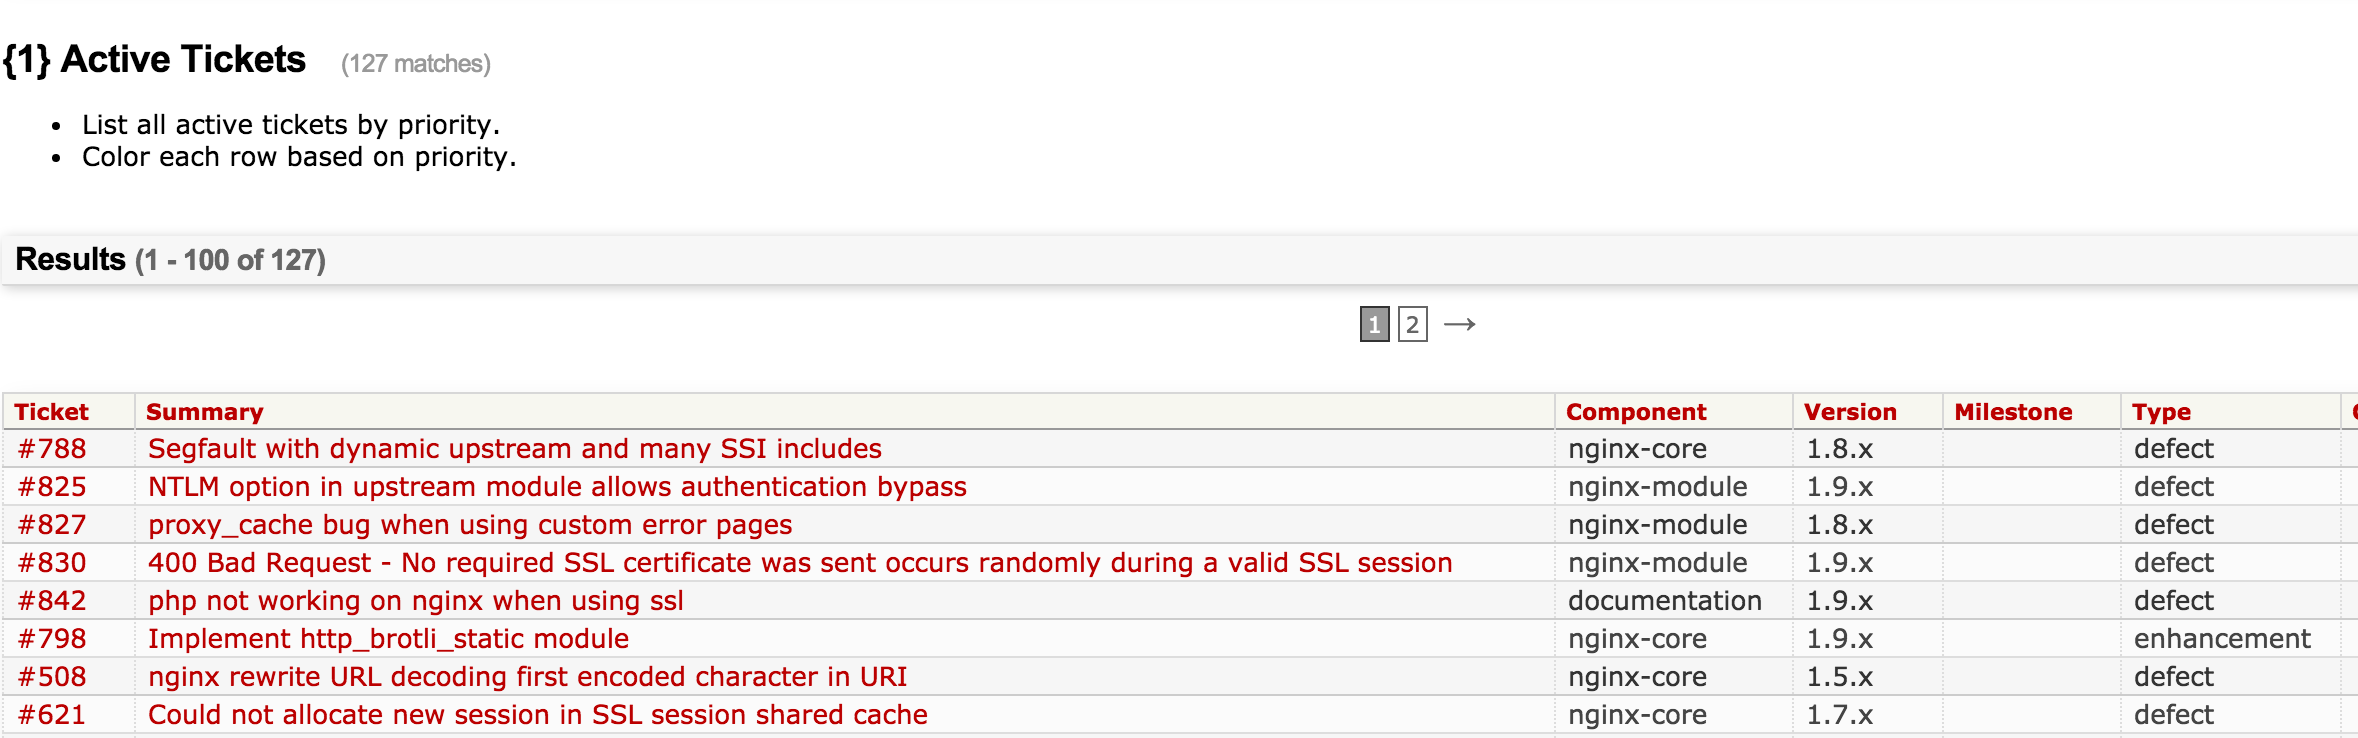 {1} Active Tickets (127 matches)
• List all active tickets by priority.
• Color each row based on priority.
Results (1 - 100 of 127)
1 2 →
Ticket Summary Component Version Milestone Type
#788 Segfault with dynamic upstream and many SSI includes nginx-core 1.8.x defect
#825 NTLM option in upstream module allows authentication bypass nginx-module 1.9.x defect
#827 proxy_cache bug when using custom error pages nginx-module 1.8.x defect
#830 400 Bad Request - No required SSL certificate was sent occurs randomly during a valid SSL session nginx-module 1.9.x defect
#842 php not working on nginx when using ssl documentation 1.9.x defect
#798 Implement http_brotli_static module nginx-core 1.9.x enhancement
#508 nginx rewrite URL decoding first encoded character in URI nginx-core 1.5.x defect
#621 Could not allocate new session in SSL session shared cache nginx-core 1.7.x defect